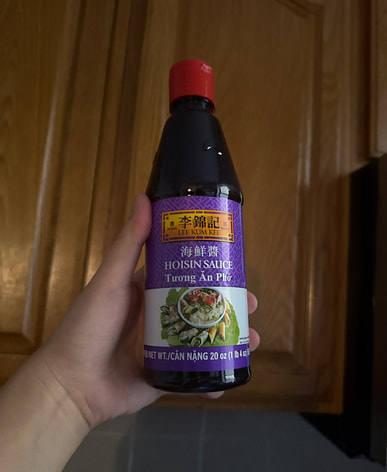 李錦記
LEE KUM KEE
海鮮醬
HOISIN SAUCE
Tương Ăn Phở
NET WT./CÂN NẶNG 20 oz (1 lb 4 oz)